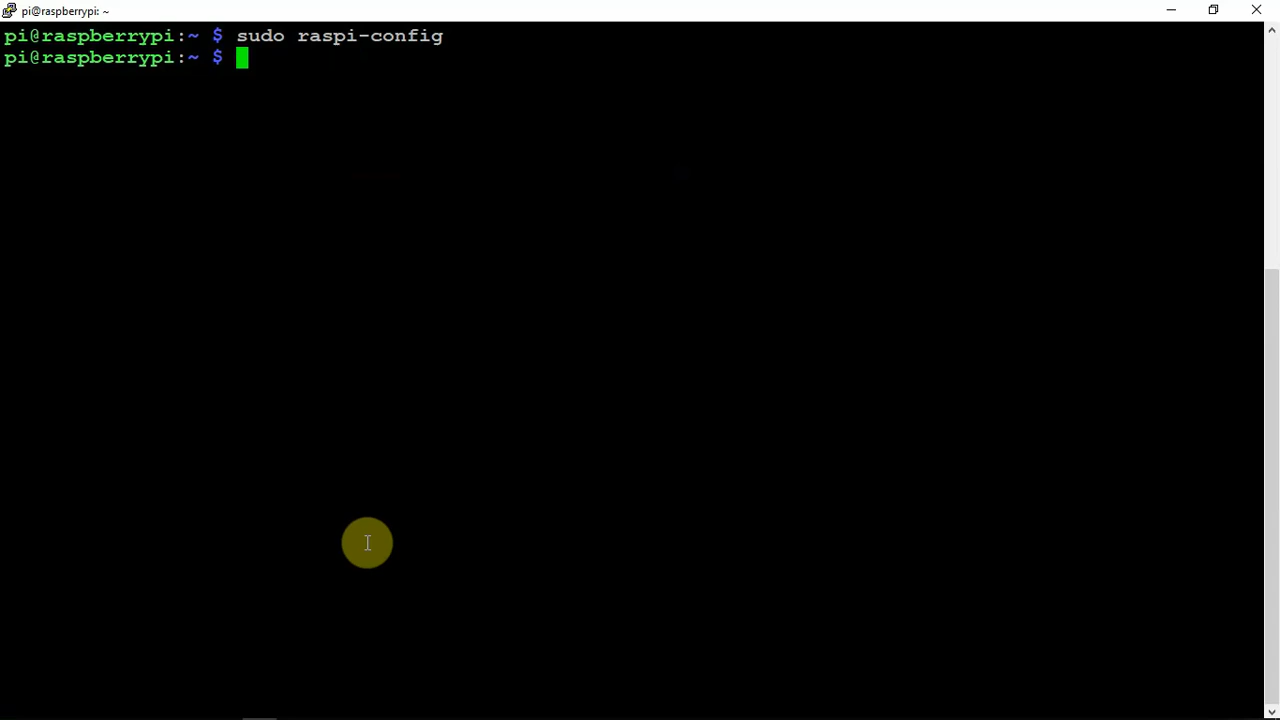 pi@raspberrypi: ~
pi@raspberrypi:~ $ sudo raspi-config
pi@raspberrypi:~ $